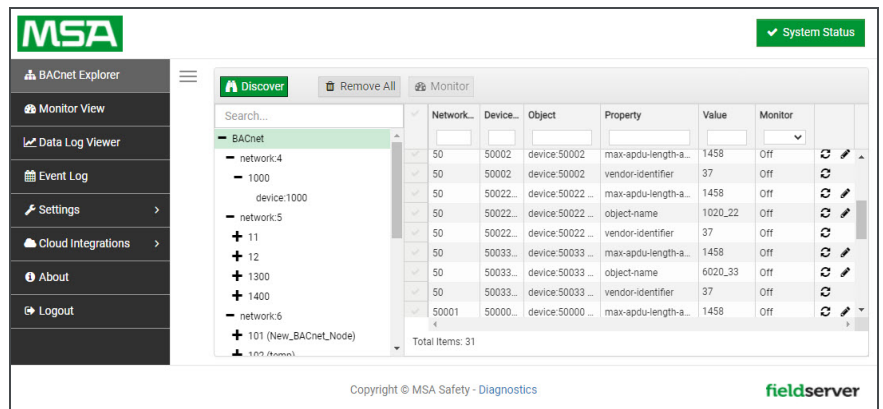 MSA
System Status
BACnet Explorer
Monitor View
Data Log Viewer
Event Log
Settings
Cloud Integrations
About
Logout
Discover Remove All Monitor
Search...
BACnet
network:4
1000
device:1000
network:5
11
12
1300
1400
network:6
101 (New_BACnet_Node)
102 (temp)
Network... Device... Object Property Value Monitor
50 50002 device:50002 max-apdu-length-a... 1458 Off
50 50002 device:50002 vendor-identifier 37 Off
50 50022... device:50022 ... max-apdu-length-a... 1458 Off
50 50022... device:50022 ... object-name 1020_22 Off
50 50022... device:50022 ... vendor-identifier 37 Off
50 50033... device:50033 ... max-apdu-length-a... 1458 Off
50 50033... device:50033 ... object-name 6020_33 Off
50 50033... device:50033 ... vendor-identifier 37 Off
50001 50000... device:50000 ... max-apdu-length-a... 1458 Off
Total Items: 31
Copyright © MSA Safety - Diagnostics
fieldserver